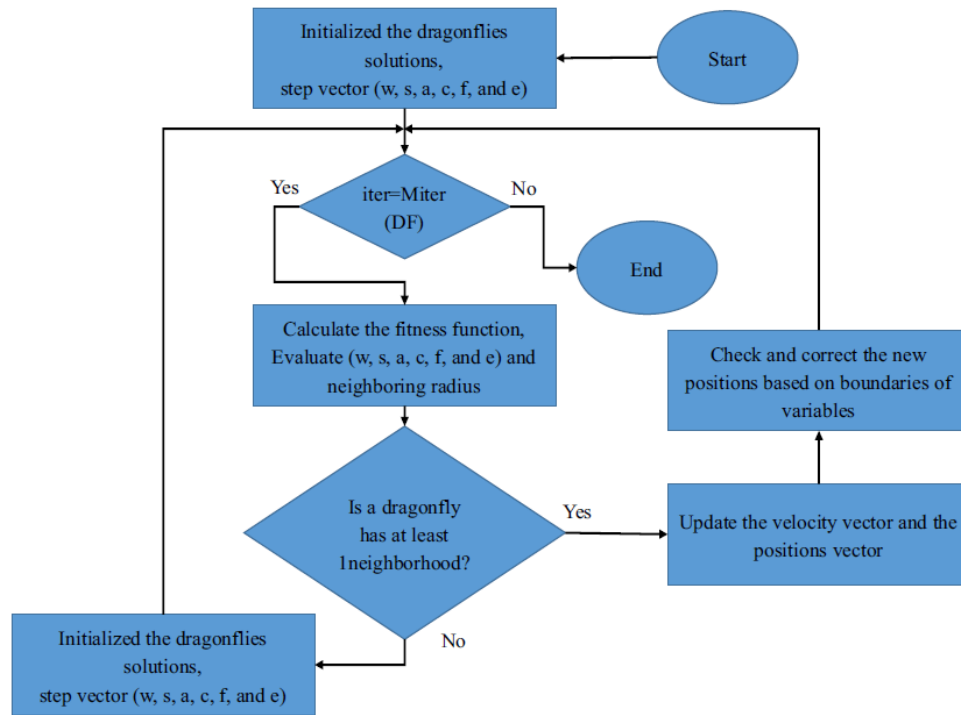 Initialized the dragonflies
solutions,
step vector (w, s, a, c, f, and e)
Start
Yes
iter=Miter
(DF)
No
End
Calculate the fitness function,
Evaluate (w, s, a, c, f, and e) and
neighboring radius
Check and correct the new
positions based on boundaries of
variables
Is a dragonfly
has at least
1neighborhood?
Yes
Update the velocity vector and the
positions vector
No
Initialized the dragonflies
solutions,
step vector (w, s, a, c, f, and e)